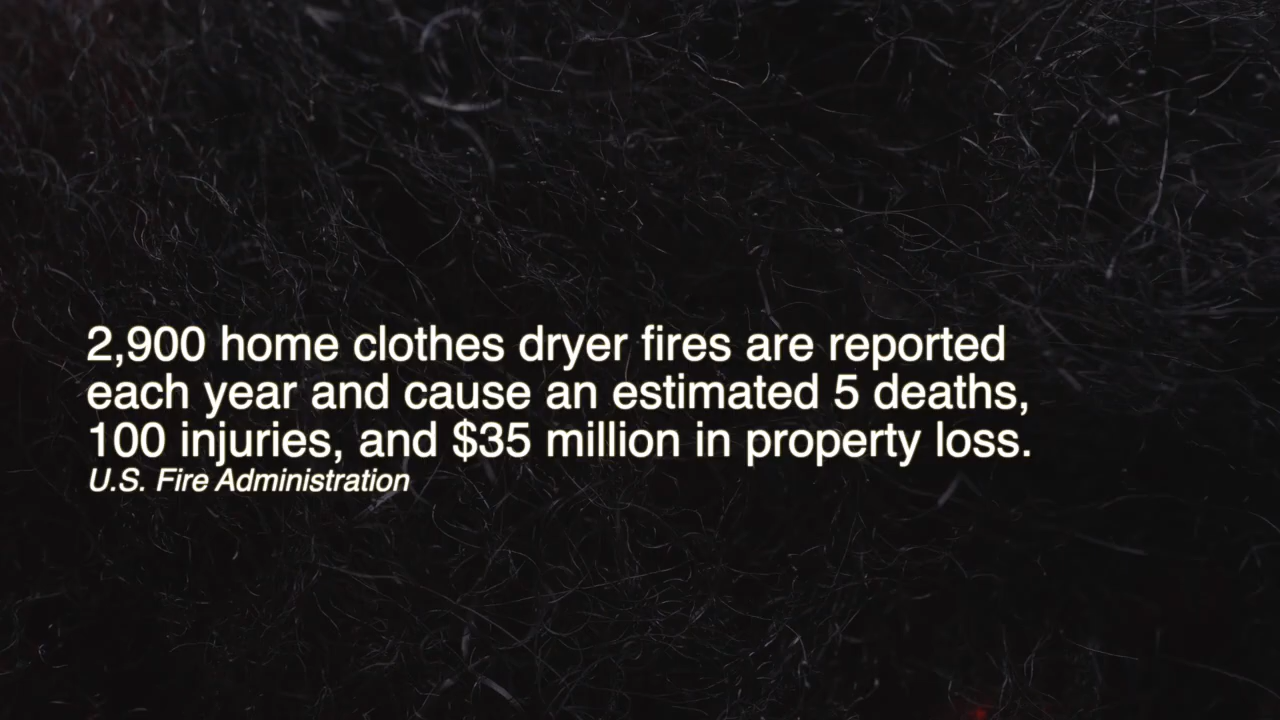 2,900 home clothes dryer fires are reported
each year and cause an estimated 5 deaths,
100 injuries, and $35 million in property loss.
U.S. Fire Administration